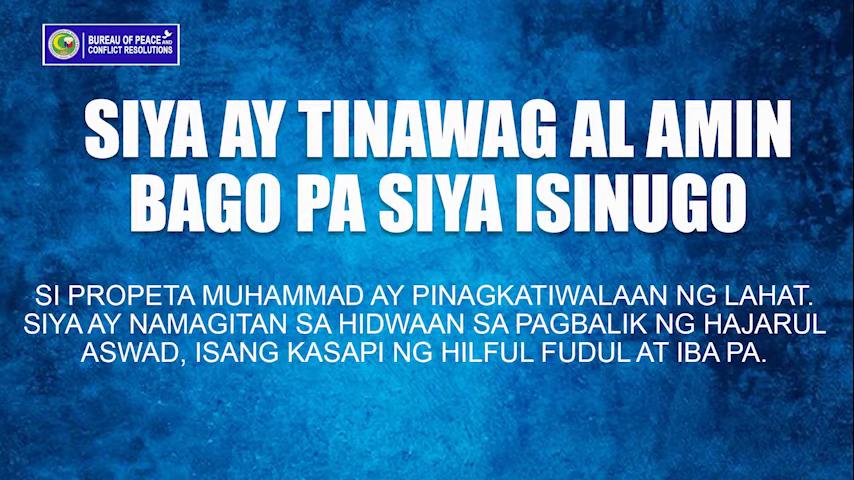 BUREAU OF PEACE AND
CONFLICT RESOLUTIONS
SIYA AY TINAWAG AL AMIN
BAGO PA SIYA ISINUGO
SI PROPETA MUHAMMAD AY PINAGKATIWALAAN NG LAHAT.
SIYA AY NAMAGITAN SA HIDWAAN SA PAGBALIK NG HAJARUL
ASWAD, ISANG KASAPI NG HILFUL FUDUL AT IBA PA.